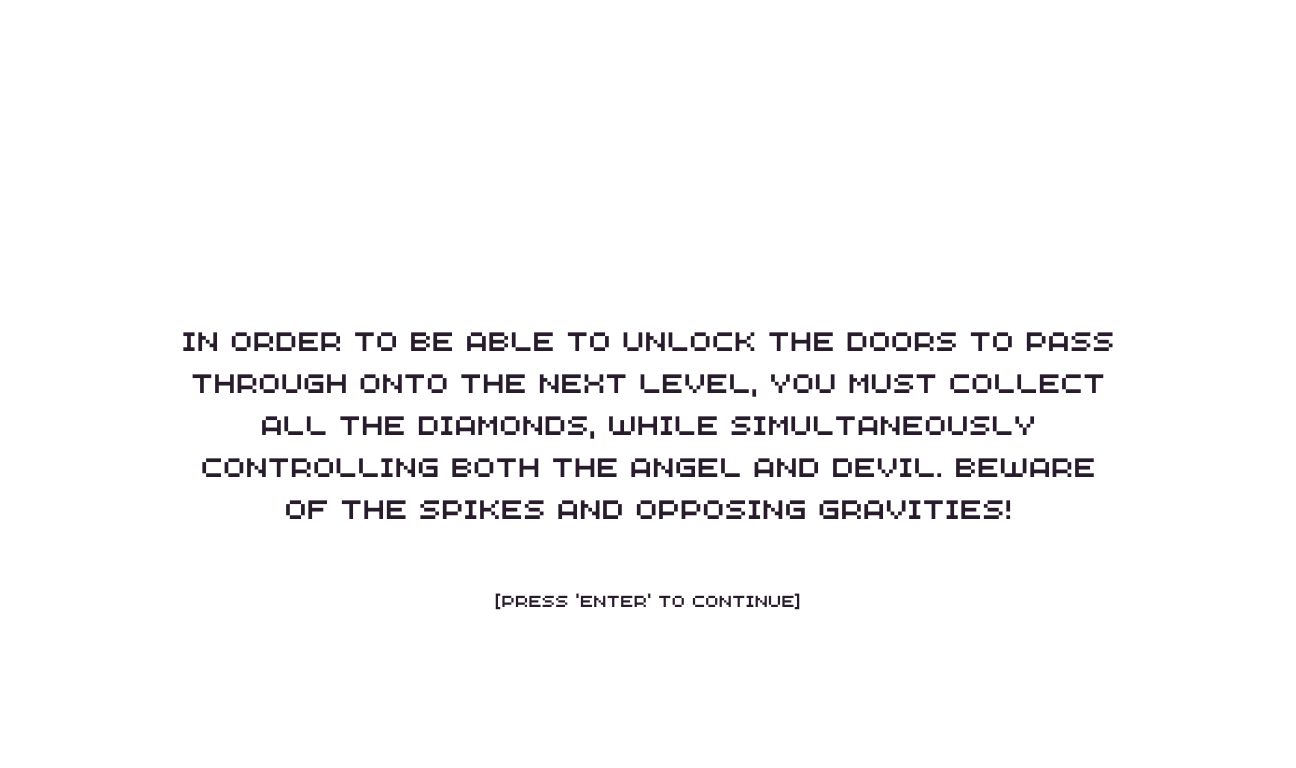 IN ORDER TO BE ABLE TO UNLOCK THE DOORS TO PASS
THROUGH ONTO THE NEXT LEVEL, YOU MUST COLLECT
ALL THE DIAMONDS, WHILE SIMULTANEOUSLY
CONTROLLING BOTH THE ANGEL AND DEVIL. BEWARE
OF THE SPIKES AND OPPOSING GRAVITIES!
[PRESS 'ENTER' TO CONTINUE]